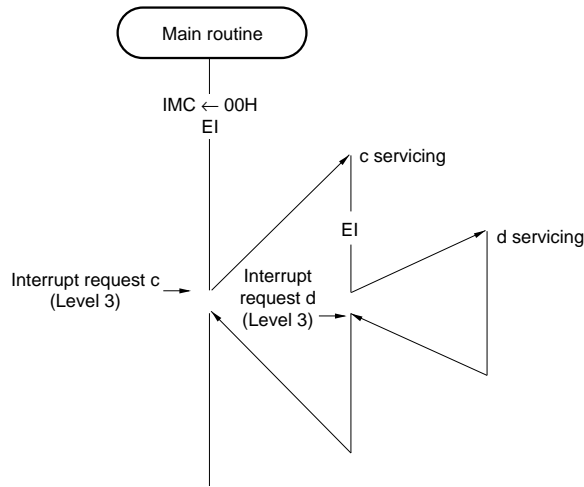 Main routine
IMC ← 00H
EI
c servicing
EI
d servicing
Interrupt request c
(Level 3)
Interrupt
request d
(Level 3)